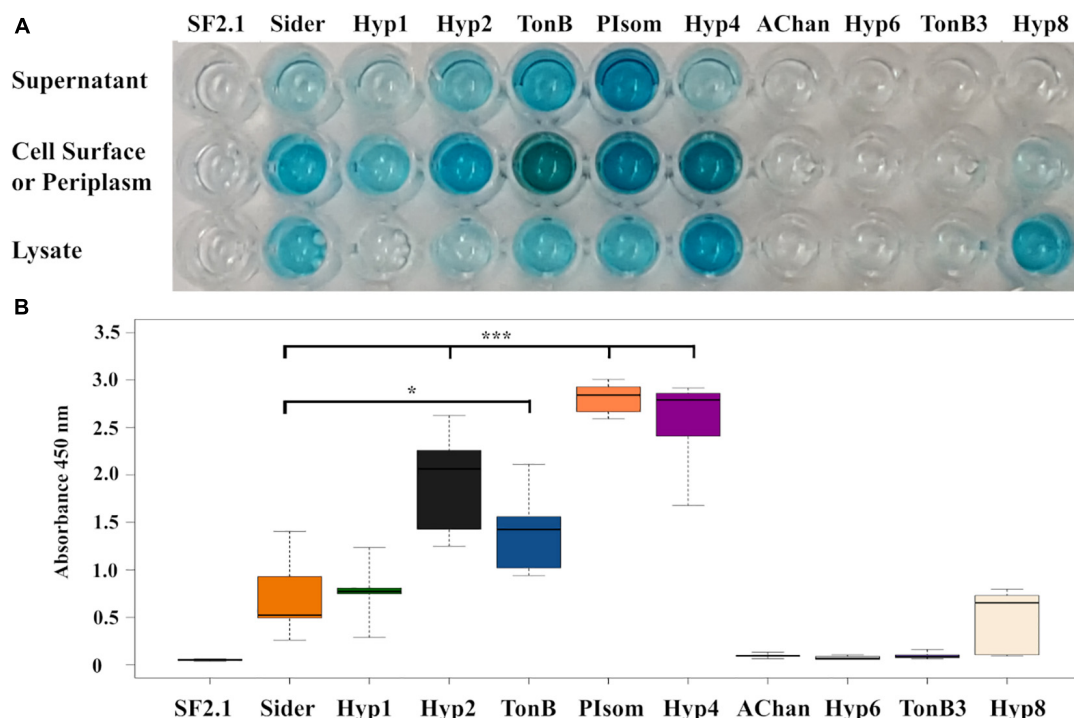 A
SF2.1 Sider Hyp1 Hyp2 TonB PIsom Hyp4 AChan Hyp6 TonB3 Hyp8
Supernatant
Cell Surface
or Periplasm
Lysate
B
Absorbance 450 nm
3.5
3.0
2.5
2.0
1.5
1.0
0.5
0
***
*
SF2.1 Sider Hyp1 Hyp2 TonB PIsom Hyp4 AChan Hyp6 TonB3 Hyp8